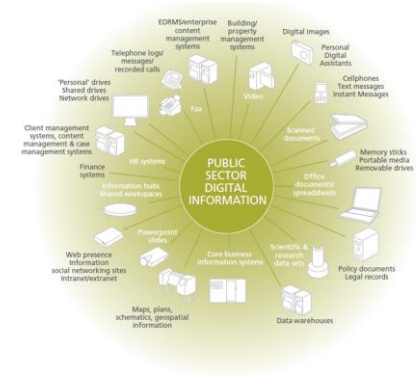 EDRMS/enterprise
content
management
systems
Building/
property
management
systems
Digital images
Personal
Digital
Assistants
Telephone logs/
messages/
recorded calls
Cellphones
Text messages
Instant Messages
'Personal' drives
Shared drives
Network drives
Fax
Video
Scanned
documents
Client management
systems, content
management & case
management systems
HR systems
PUBLIC
SECTOR
DIGITAL
INFORMATION
Memory sticks
Portable media
Removable drives
Finance
systems
Office
documents/
spreadsheets
Information hubs
Shared workspaces
Powerpoint
slides
Core business
information systems
Scientific &
research
data sets
Web presence
Information
social networking sites
Intranet/extranet
Policy documents
Legal records
Maps, plans,
schematics, geospatial
information
Data warehouses